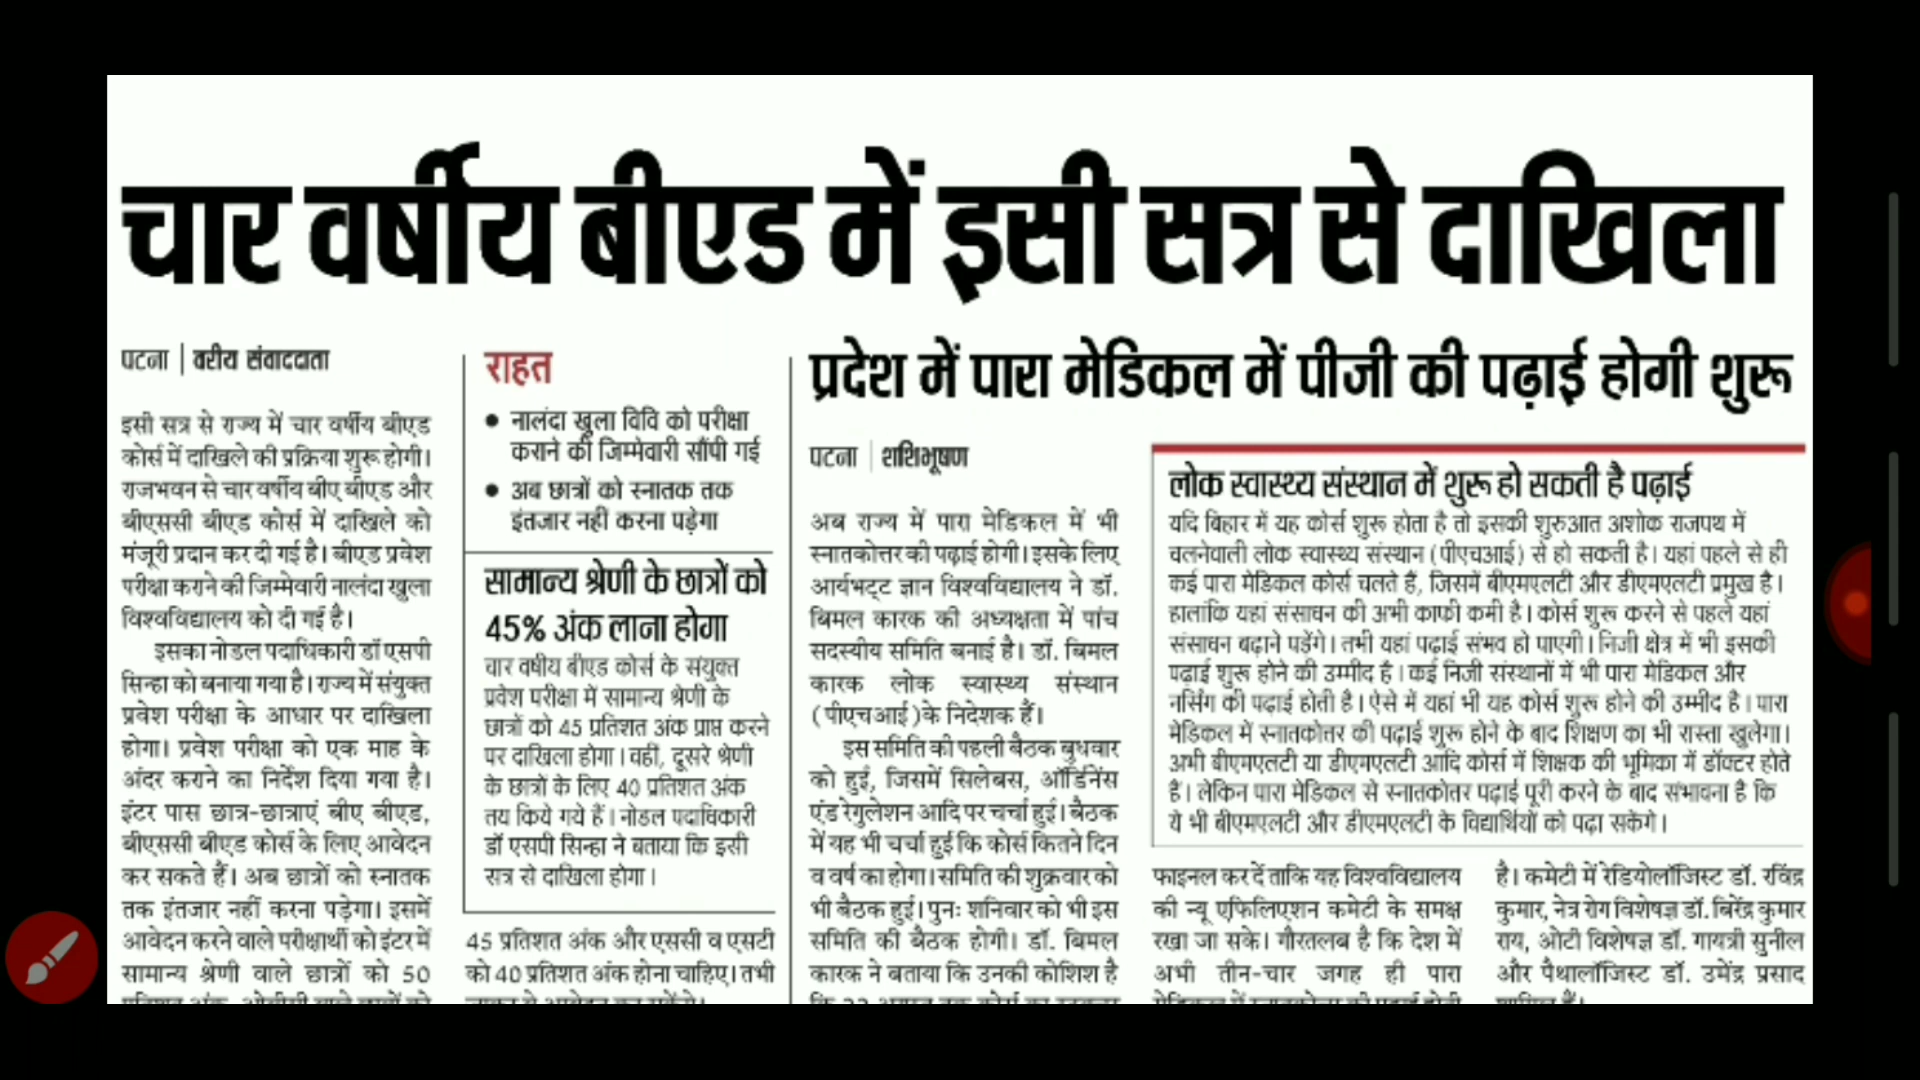 चार वर्षीय बीएड में इसी सत्र से दाखिला
पटना | वरीय संवाददाता
इसी सत्र से राज्य में चार वर्षीय बीएड
कोर्स में दाखिले की प्रक्रिया शुरू होगी।
राजभवन से चार वर्षीय बीए बीएड और
बीएससी बीएड कोर्स में दाखिले को
मंजूरी प्रदान कर दी गई है। बीएड प्रवेश
परीक्षा कराने की जिम्मेवारी नालंदा खुला
विश्वविद्यालय को दी गई है।
इसका नोडल पदाधिकारी डॉ एसपी
सिन्हा को बनाया गया है। राज्य में संयुक्त
प्रवेश परीक्षा के आधार पर दाखिला
होगा। प्रवेश परीक्षा को एक माह के
अंदर कराने का निर्देश दिया गया है।
इंटर पास छात्र-छात्राएं बीए बीएड,
बीएससी बीएड कोर्स के लिए आवेदन
कर सकते हैं। अब छात्रों को स्नातक
तक इंतजार नहीं करना पड़ेगा। इसमें
आवेदन करने वाले परीक्षार्थी को इंटर में
सामान्य श्रेणी वाले छात्रों को 50
राहत
• नालंदा खुला विवि को परीक्षा
कराने की जिम्मेवारी सौंपी गई
• अब छात्रों को स्नातक तक
इंतजार नहीं करना पड़ेगा
सामान्य श्रेणी के छात्रों को
45% अंक लाना होगा
चार वर्षीय बीएड कोर्स के संयुक्त
प्रवेश परीक्षा में सामान्य श्रेणी के
छात्रों को 45 प्रतिशत अंक प्राप्त करने
पर दाखिला होगा। वहीं, दूसरे श्रेणी
के छात्रों के लिए 40 प्रतिशत अंक
तय किये गये हैं। नोडल पदाधिकारी
डॉ एसपी सिन्हा ने बताया कि इसी
सत्र से दाखिला होगा।
45 प्रतिशत अंक और एससी व एसटी
को 40 प्रतिशत अंक होना चाहिए। तभी
प्रदेश में पारा मेडिकल में पीजी की पढ़ाई होगी शुरू
पटना | शशिभूषण
अब राज्य में पारा मेडिकल में भी
स्नातकोत्तर की पढ़ाई होगी। इसके लिए
आर्यभट्ट ज्ञान विश्वविद्यालय ने डॉ.
बिमल कारक की अध्यक्षता में पांच
सदस्यीय समिति बनाई है। डॉ. बिमल
कारक लोक स्वास्थ्य संस्थान
(पीएचआई)के निदेशक हैं।
इस समिति की पहली बैठक बुधवार
को हुई, जिसमें सिलेबस, ऑर्डिनेंस
एंड रेगुलेशन आदि पर चर्चा हुई। बैठक
में यह भी चर्चा हुई कि कोर्स कितने दिन
व वर्ष का होगा। समिति की शुक्रवार को
भी बैठक हुई। पुनः शनिवार को भी इस
समिति की बैठक होगी। डॉ. बिमल
कारक ने बताया कि उनकी कोशिश है
लोक स्वास्थ्य संस्थान में शुरू हो सकती है पढ़ाई
यदि बिहार में यह कोर्स शुरू होता है तो इसकी शुरुआत अशोक राजपथ में
चलनेवाली लोक स्वास्थ्य संस्थान (पीएचआई) से हो सकती है। यहां पहले से ही
कई पारा मेडिकल कोर्स चलते हैं, जिसमें बीएमएलटी और डीएमएलटी प्रमुख है।
हालांकि यहां संसाधन की अभी काफी कमी है। कोर्स शुरू करने से पहले यहां
संसाधन बढ़ाने पड़ेंगे। तभी यहां पढ़ाई संभव हो पाएगी। निजी क्षेत्र में भी इसकी
पढ़ाई शुरू होने की उम्मीद है। कई निजी संस्थानों में भी पारा मेडिकल और
नर्सिंग की पढ़ाई होती है। ऐसे में यहां भी यह कोर्स शुरू होने की उम्मीद है। पारा
मेडिकल में स्नातकोत्तर की पढ़ाई शुरू होने के बाद शिक्षण का भी रास्ता खुलेगा।
अभी बीएमएलटी या डीएमएलटी आदि कोर्स में शिक्षक की भूमिका में डॉक्टर होते
हैं। लेकिन पारा मेडिकल से स्नातकोत्तर पढ़ाई पूरी करने के बाद संभावना है कि
ये भी बीएमएलटी और डीएमएलटी के विद्यार्थियों को पढ़ा सकेंगे।
फाइनल कर दें ताकि यह विश्वविद्यालय
की न्यू एफिलिएशन कमेटी के समक्ष
रखा जा सके। गौरतलब है कि देश में
अभी तीन-चार जगह ही पारा
है। कमेटी में रेडियोलॉजिस्ट डॉ. रविंद्र
कुमार, नेत्र रोग विशेषज्ञ डॉ. बिरेंद्र कुमार
राय, ओटी विशेषज्ञ डॉ. गायत्री सुनील
और पैथालॉजिस्ट डॉ. उमेंद्र प्रसाद